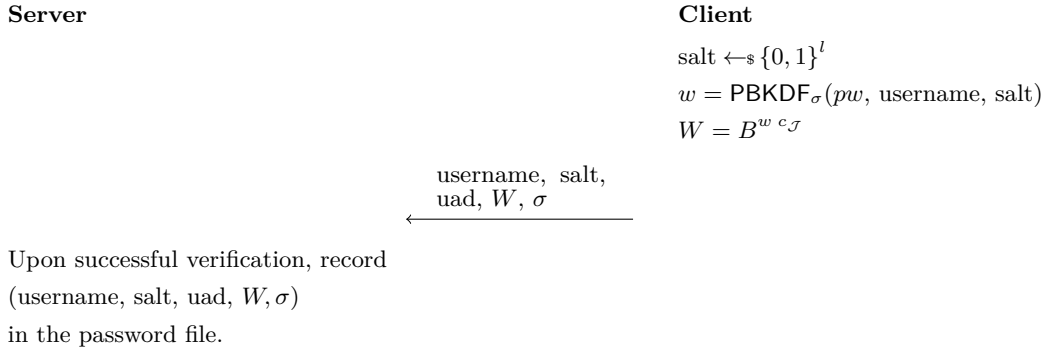 Server
Client
salt ←$ {0, 1}^l
w = PBKDF_σ(pw, username, salt)
W = B^{w c_𝒥}
username, salt,
uad, W, σ
Upon successful verification, record
(username, salt, uad, W, σ)
in the password file.